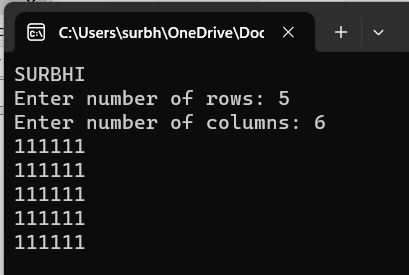 C:\Users\surbh\OneDrive\Doc
SURBHI
Enter number of rows: 5
Enter number of columns: 6
111111
111111
111111
111111
111111